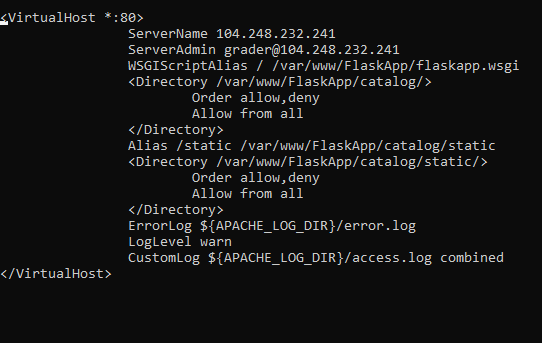 <VirtualHost *:80>
ServerName 104.248.232.241
ServerAdmin grader@104.248.232.241
WSGIScriptAlias / /var/www/FlaskApp/flaskapp.wsgi
<Directory /var/www/FlaskApp/catalog/>
Order allow,deny
Allow from all
</Directory>
Alias /static /var/www/FlaskApp/catalog/static
<Directory /var/www/FlaskApp/catalog/static/>
Order allow,deny
Allow from all
</Directory>
ErrorLog ${APACHE_LOG_DIR}/error.log
LogLevel warn
CustomLog ${APACHE_LOG_DIR}/access.log combined
</VirtualHost>